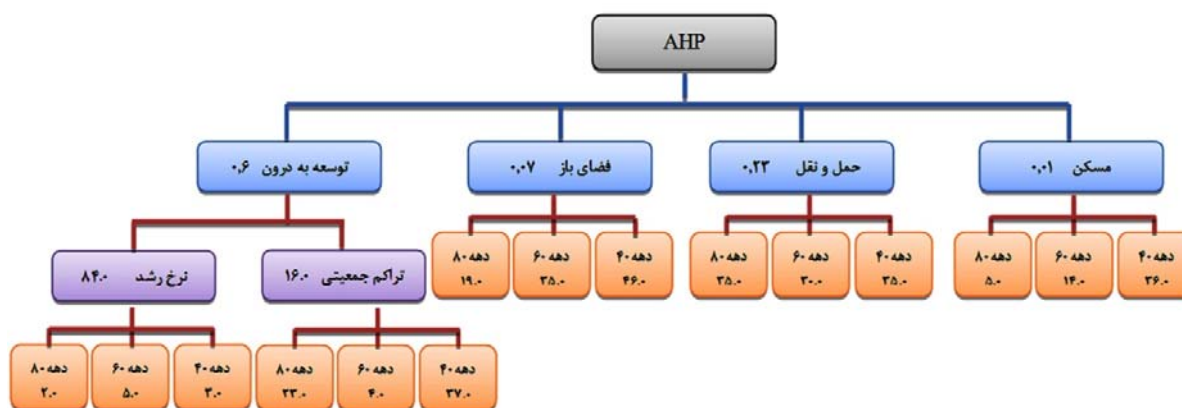 AHP
مسکن ۰,۰۱
حمل و نقل ۰,۲۳
فضای باز ۰,۰۷
توسعه به درون ۰,۶
دهه ۴۰
۳۶.۰
دهه ۶۰
۱۴.۰
دهه ۸۰
۵.۰
دهه ۴۰
۳۵.۰
دهه ۶۰
۳۰.۰
دهه ۸۰
۳۵.۰
دهه ۴۰
۴۶.۰
دهه ۶۰
۳۵.۰
دهه ۸۰
۱۹.۰
تراکم جمعیتی ۱۶.۰
نرخ رشد ۸۴.۰
دهه ۴۰
۳۷.۰
دهه ۶۰
۴.۰
دهه ۸۰
۲۳.۰
دهه ۴۰
۳.۰
دهه ۶۰
۵.۰
دهه ۸۰
۲.۰